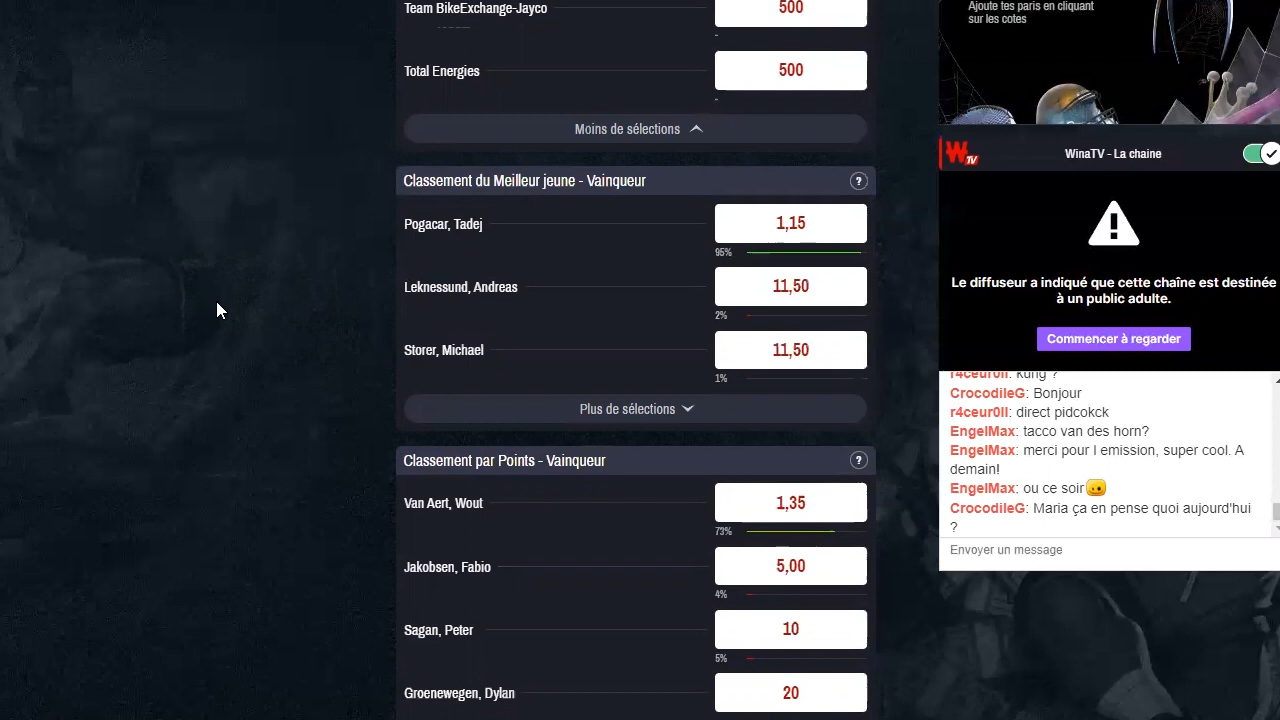 Team BikeExchange-Jayco
500
-
Total Energies
500
-
Moins de sélections
Classement du Meilleur jeune - Vainqueur
?
Pogacar, Tadej
1,15
95%
Leknessund, Andreas
11,50
2%
Storer, Michael
11,50
1%
Plus de sélections
Classement par Points - Vainqueur
?
Van Aert, Wout
1,35
73%
Jakobsen, Fabio
5,00
4%
Sagan, Peter
10
5%
Groenewegen, Dylan
20
Ajoute tes paris en cliquant
sur les cotes
W TV
WinaTV - La chaine
Le diffuseur a indiqué que cette chaîne est destinée
à un public adulte.
Commencer à regarder
r4ceur0ll: kung ?
CrocodileG: Bonjour
r4ceur0ll: direct pidcokck
EngelMax: tacco van des horn?
EngelMax: merci pour l emission, super cool. A
demain!
EngelMax: ou ce soir
CrocodileG: Maria ça en pense quoi aujourd'hui
?
Envoyer un message